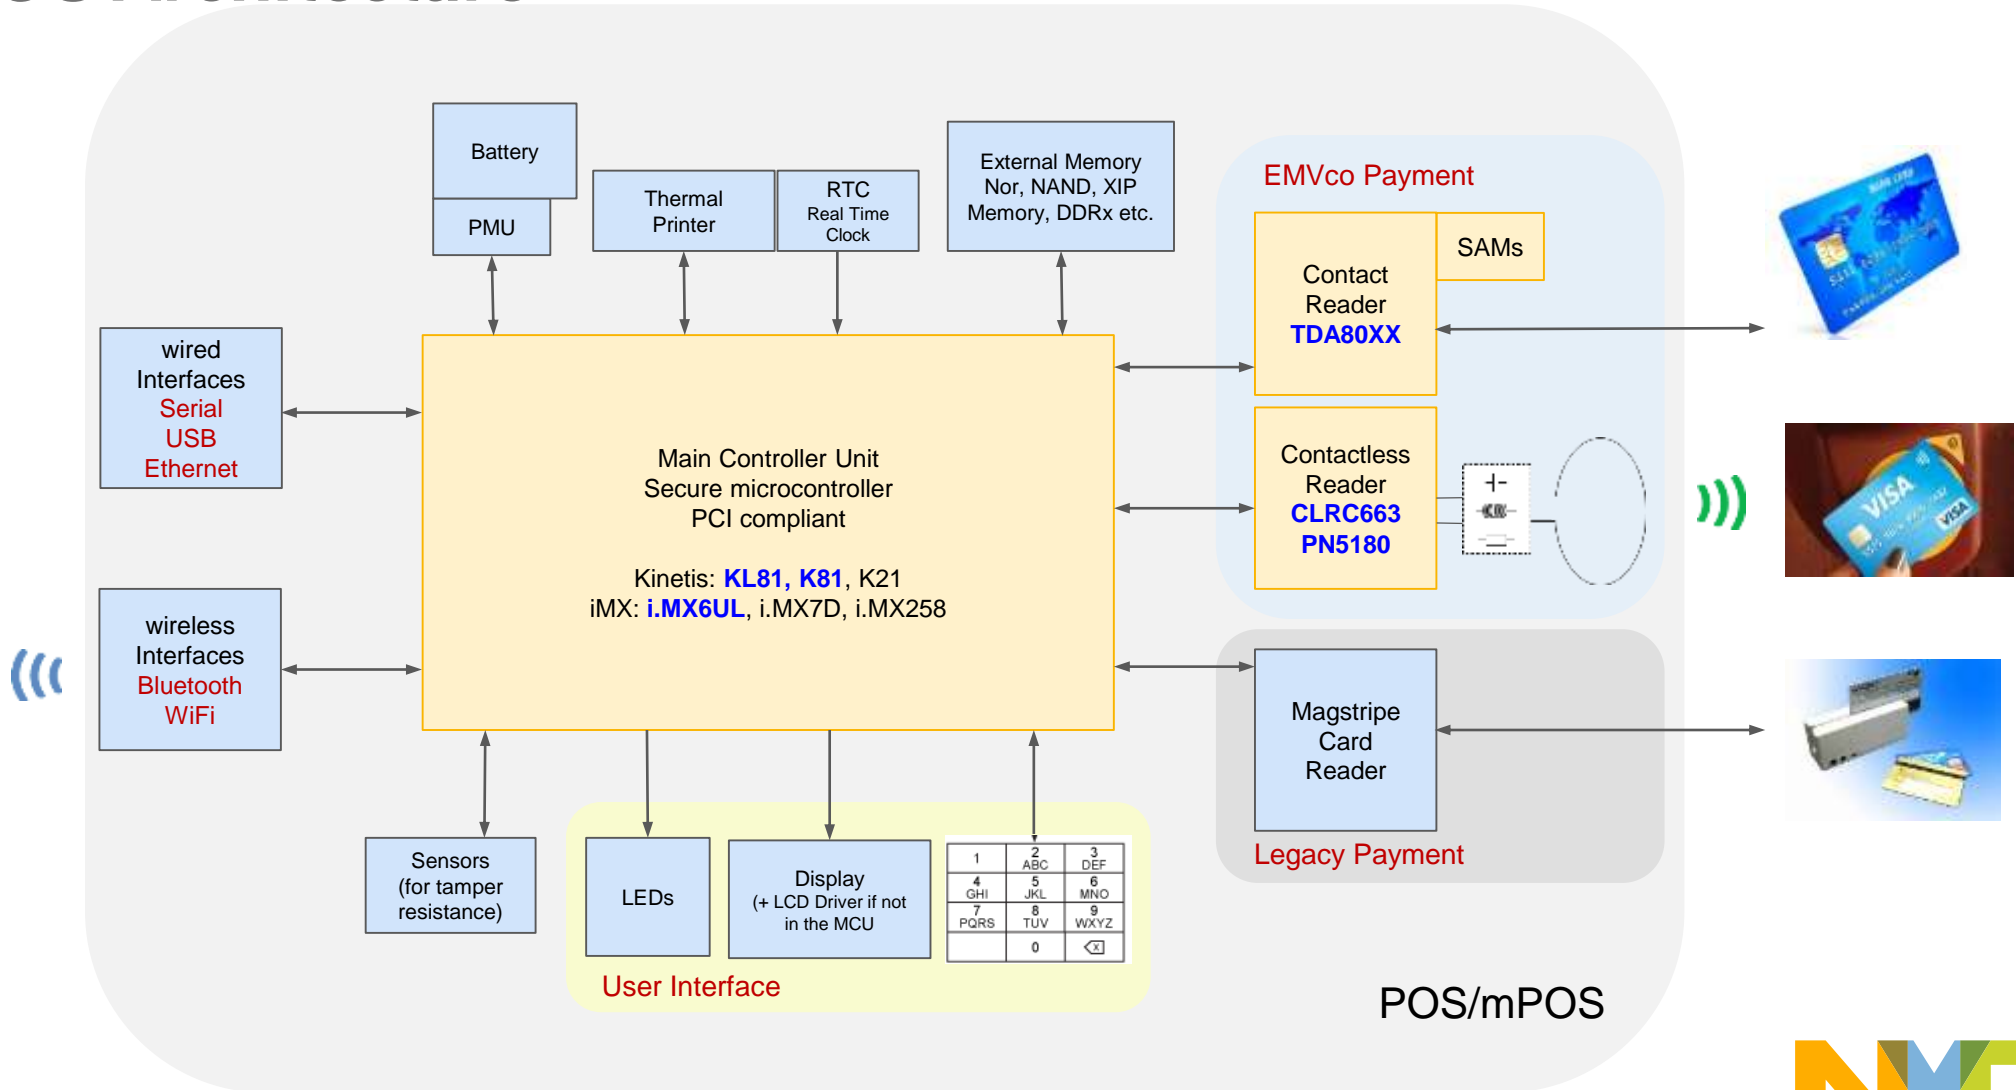 Battery
PMU
Thermal
Printer
RTC
Real Time
Clock
External Memory
Nor, NAND, XIP
Memory, DDRx etc.
EMVco Payment
Contact
Reader
TDA80XX
SAMs
wired
Interfaces
Serial
USB
Ethernet
Main Controller Unit
Secure microcontroller
PCI compliant
Kinetis: KL81, K81, K21
iMX: i.MX6UL, i.MX7D, i.MX258
Contactless
Reader
CLRC663
PN5180
VISA
VISA
wireless
Interfaces
Bluetooth
WiFi
Magstripe
Card
Reader
Legacy Payment
Sensors
(for tamper
resistance)
LEDs
Display
(+ LCD Driver if not
in the MCU
1 2 3
ABC DEF
4 5 6
GHI JKL MNO
7 8 9
PQRS TUV WXYZ
0 X
User Interface
POS/mPOS